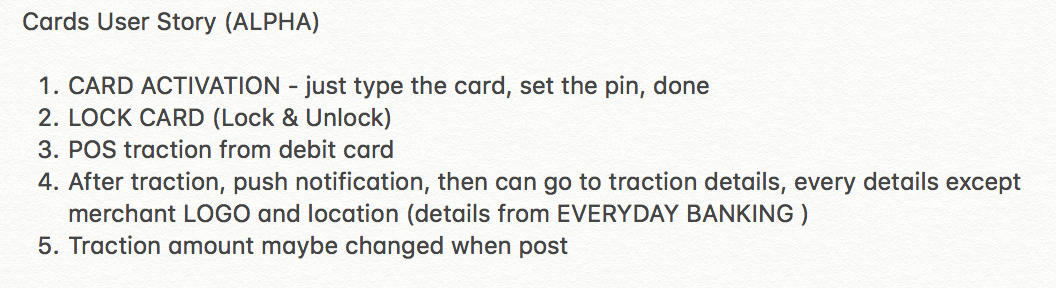 Cards User Story (ALPHA)
1. CARD ACTIVATION - just type the card, set the pin, done
2. LOCK CARD (Lock & Unlock)
3. POS traction from debit card
4. After traction, push notification, then can go to traction details, every details except
merchant LOGO and location (details from EVERYDAY BANKING )
5. Traction amount maybe changed when post